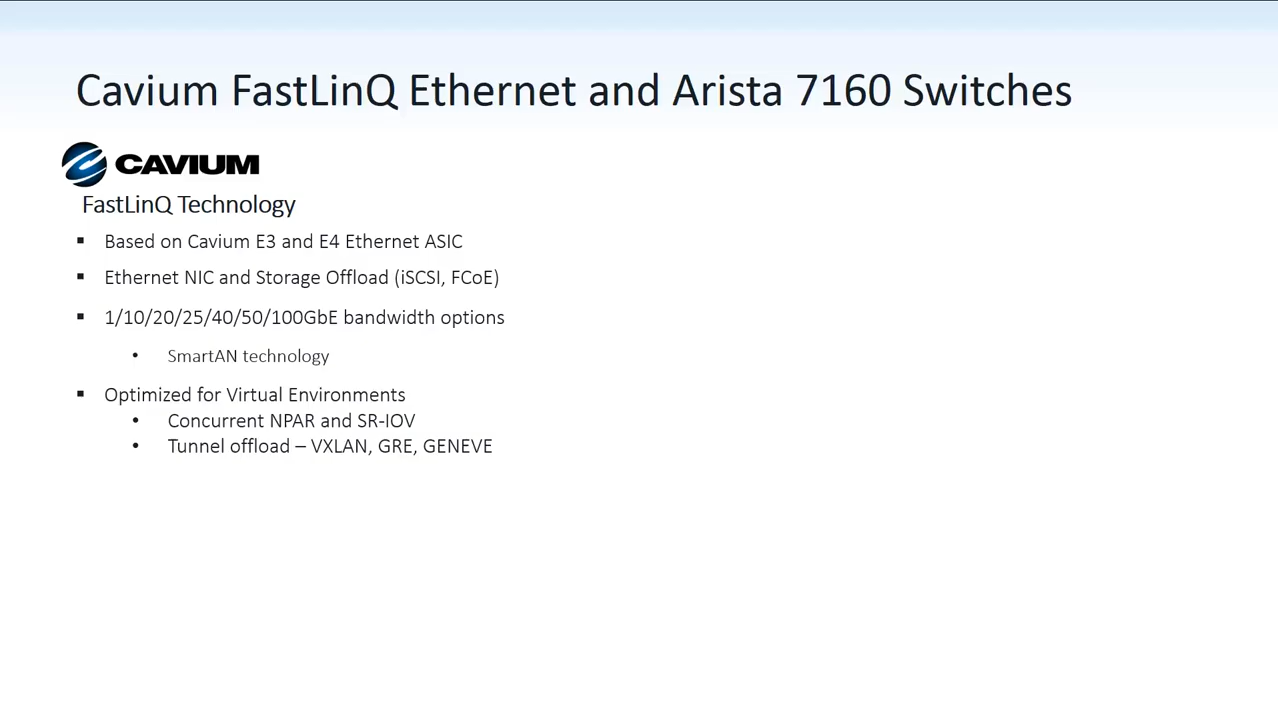 Cavium FastLinQ Ethernet and Arista 7160 Switches
CAVIUM
FastLinQ Technology
▪ Based on Cavium E3 and E4 Ethernet ASIC
▪ Ethernet NIC and Storage Offload (iSCSI, FCoE)
▪ 1/10/20/25/40/50/100GbE bandwidth options
• SmartAN technology
▪ Optimized for Virtual Environments
• Concurrent NPAR and SR-IOV
• Tunnel offload – VXLAN, GRE, GENEVE